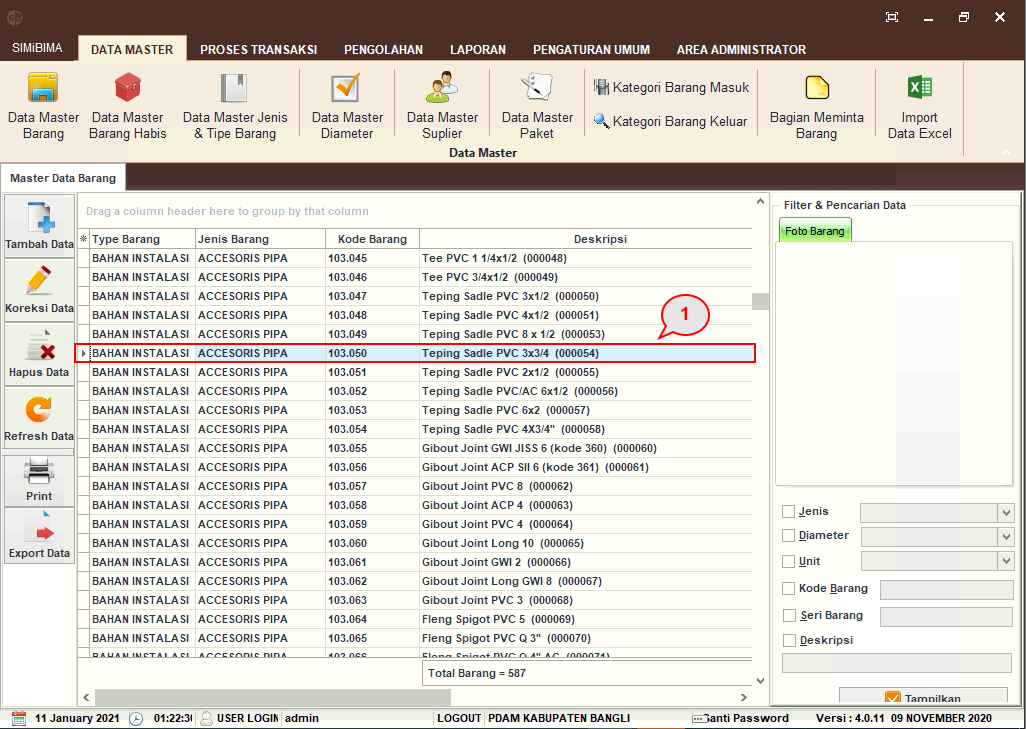 SIMiBIMA DATA MASTER PROSES TRANSAKSI PENGOLAHAN LAPORAN PENGATURAN UMUM AREA ADMINISTRATOR
Data Master Barang
Data Master Barang Habis
Data Master Jenis & Tipe Barang
Data Master Diameter
Data Master Suplier
Data Master Paket
Kategori Barang Masuk
Kategori Barang Keluar
Bagian Meminta Barang
Import Data Excel
Data Master
Master Data Barang
Tambah Data
Koreksi Data
Hapus Data
Refresh Data
Print
Export Data
Drag a column header here to group by that column
Type Barang Jenis Barang Kode Barang Deskripsi
BAHAN INSTALASI ACCESORIS PIPA 103.045 Tee PVC 1 1/4x1/2 (000048)
BAHAN INSTALASI ACCESORIS PIPA 103.046 Tee PVC 3/4x1/2 (000049)
BAHAN INSTALASI ACCESORIS PIPA 103.047 Teping Sadle PVC 3x1/2 (000050)
BAHAN INSTALASI ACCESORIS PIPA 103.048 Teping Sadle PVC 4x1/2 (000051)
BAHAN INSTALASI ACCESORIS PIPA 103.049 Teping Sadle PVC 8 x 1/2 (000053)
1
BAHAN INSTALASI ACCESORIS PIPA 103.050 Teping Sadle PVC 3x3/4 (000054)
BAHAN INSTALASI ACCESORIS PIPA 103.051 Teping Sadle PVC 2x1/2 (000055)
BAHAN INSTALASI ACCESORIS PIPA 103.052 Teping Sadle PVC/AC 6x1/2 (000056)
BAHAN INSTALASI ACCESORIS PIPA 103.053 Teping Sadle PVC 6x2 (000057)
BAHAN INSTALASI ACCESORIS PIPA 103.054 Teping Sadle PVC 4X3/4" (000058)
BAHAN INSTALASI ACCESORIS PIPA 103.055 Gibout Joint GWI JISS 6 (kode 360) (000060)
BAHAN INSTALASI ACCESORIS PIPA 103.056 Gibout Joint ACP SII 6 (kode 361) (000061)
BAHAN INSTALASI ACCESORIS PIPA 103.057 Gibout Joint PVC 8 (000062)
BAHAN INSTALASI ACCESORIS PIPA 103.058 Gibout Joint ACP 4 (000063)
BAHAN INSTALASI ACCESORIS PIPA 103.059 Gibout Joint PVC 4 (000064)
BAHAN INSTALASI ACCESORIS PIPA 103.060 Gibout Joint Long 10 (000065)
BAHAN INSTALASI ACCESORIS PIPA 103.061 Gibout Joint GWI 2 (000066)
BAHAN INSTALASI ACCESORIS PIPA 103.062 Gibout Joint Long GWI 8 (000067)
BAHAN INSTALASI ACCESORIS PIPA 103.063 Gibout Joint PVC 3 (000068)
BAHAN INSTALASI ACCESORIS PIPA 103.064 Fleng Spigot PVC 5 (000069)
BAHAN INSTALASI ACCESORIS PIPA 103.065 Fleng Spigot PVC Q 3" (000070)
BAHAN INSTALASI ACCESORIS PIPA 103.066 Fleng Spigot PVC Q 4" AC (000071)
Total Barang = 587
Filter & Pencarian Data
Foto Barang
Jenis
Diameter
Unit
Kode Barang
Seri Barang
Deskripsi
Tampilkan
11 January 2021 01:22:30 USER LOGIN admin LOGOUT PDAM KABUPATEN BANGLI Ganti Password Versi : 4.0.11 09 NOVEMBER 2020